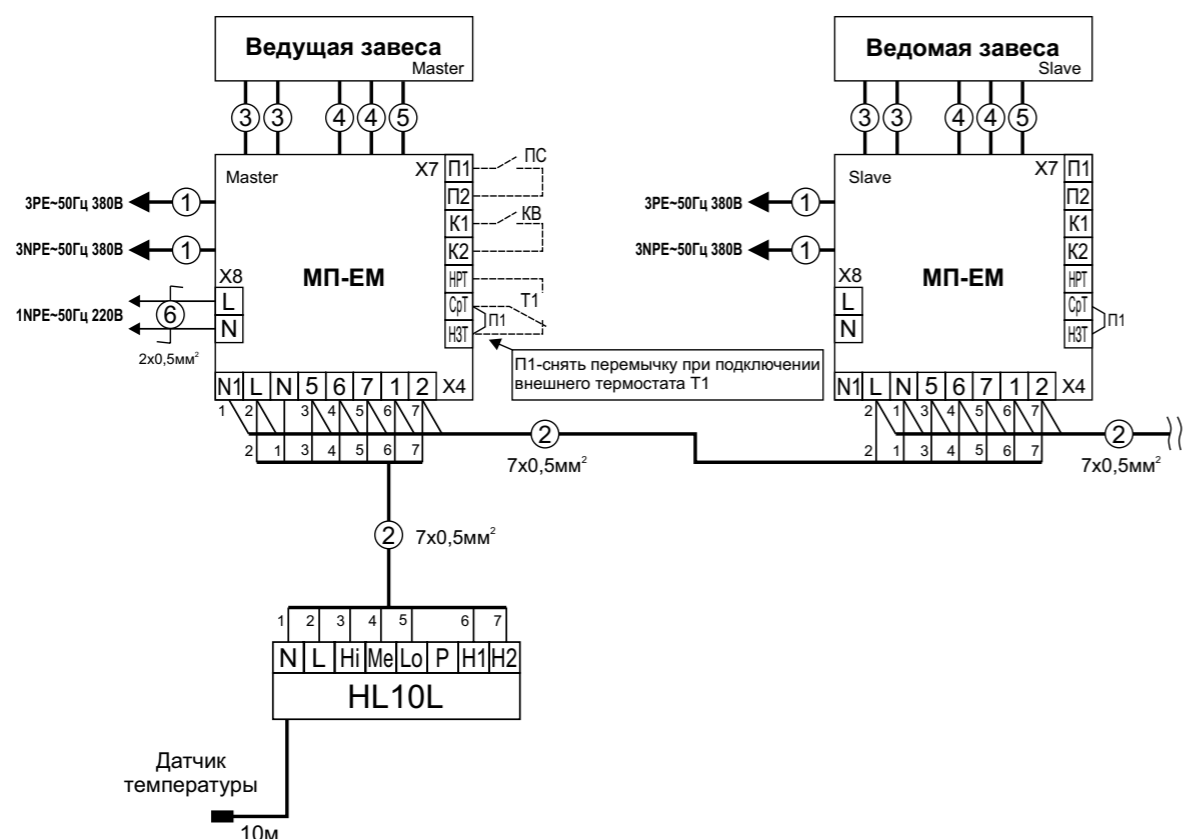 Ведущая завеса
Master
Ведомая завеса
Slave
3 3 4 4 5
3 3 4 4 5
Master
X7
П1
П2
К1
К2
НРТ
СрТ
НЗТ
ПС
КВ
Т1
П1
3PE~50Гц 380В
1
3NPE~50Гц 380В
1
МП-ЕМ
X8
L
N
1NPE~50Гц 220В
6
2х0,5мм²
П1-снять перемычку при подключении
внешнего термостата Т1
N1 L N 5 6 7 1 2 X4
1 2 3 4 5 6 7
2 1 3 4 5 6 7
2
7х0,5мм²
Slave
X7
П1
П2
К1
К2
НРТ
СрТ
НЗТ
П1
3PE~50Гц 380В
1
3NPE~50Гц 380В
1
МП-ЕМ
X8
L
N
N1 L N 5 6 7 1 2 X4
2 1 3 4 5 6 7
2 1 3 4 5 6 7
2
7х0,5мм²
2
7х0,5мм²
1 2 3 4 5 6 7
N L Hi Me Lo P H1 H2
HL10L
Датчик
температуры
10м